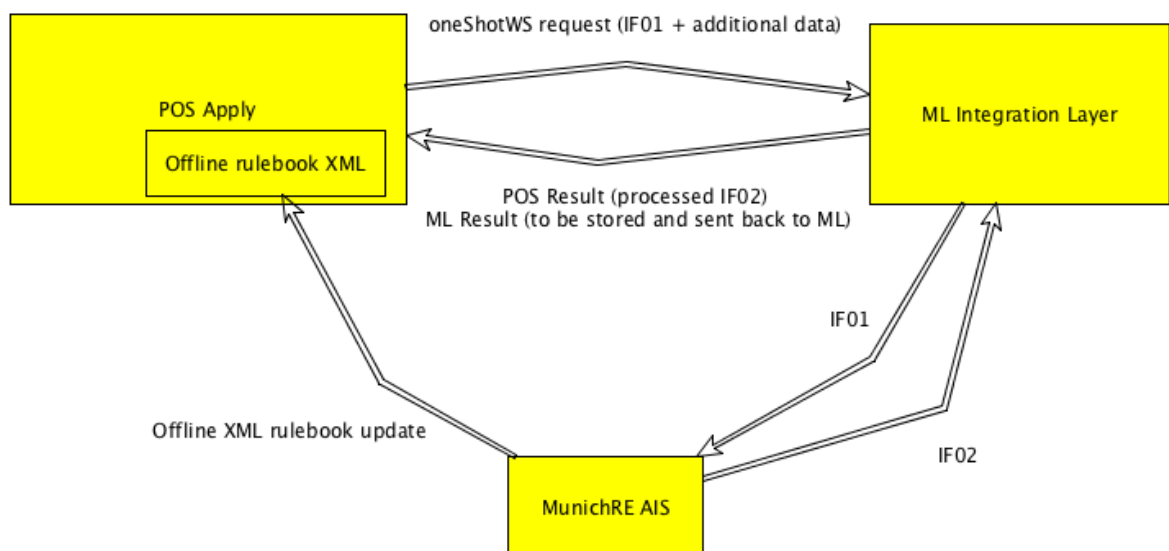 oneShotWS request (IF01 + additional data)
POS Apply
Offline rulebook XML
ML Integration Layer
POS Result (processed IF02)
ML Result (to be stored and sent back to ML)
IF01
Offline XML rulebook update
IF02
MunichRE AIS